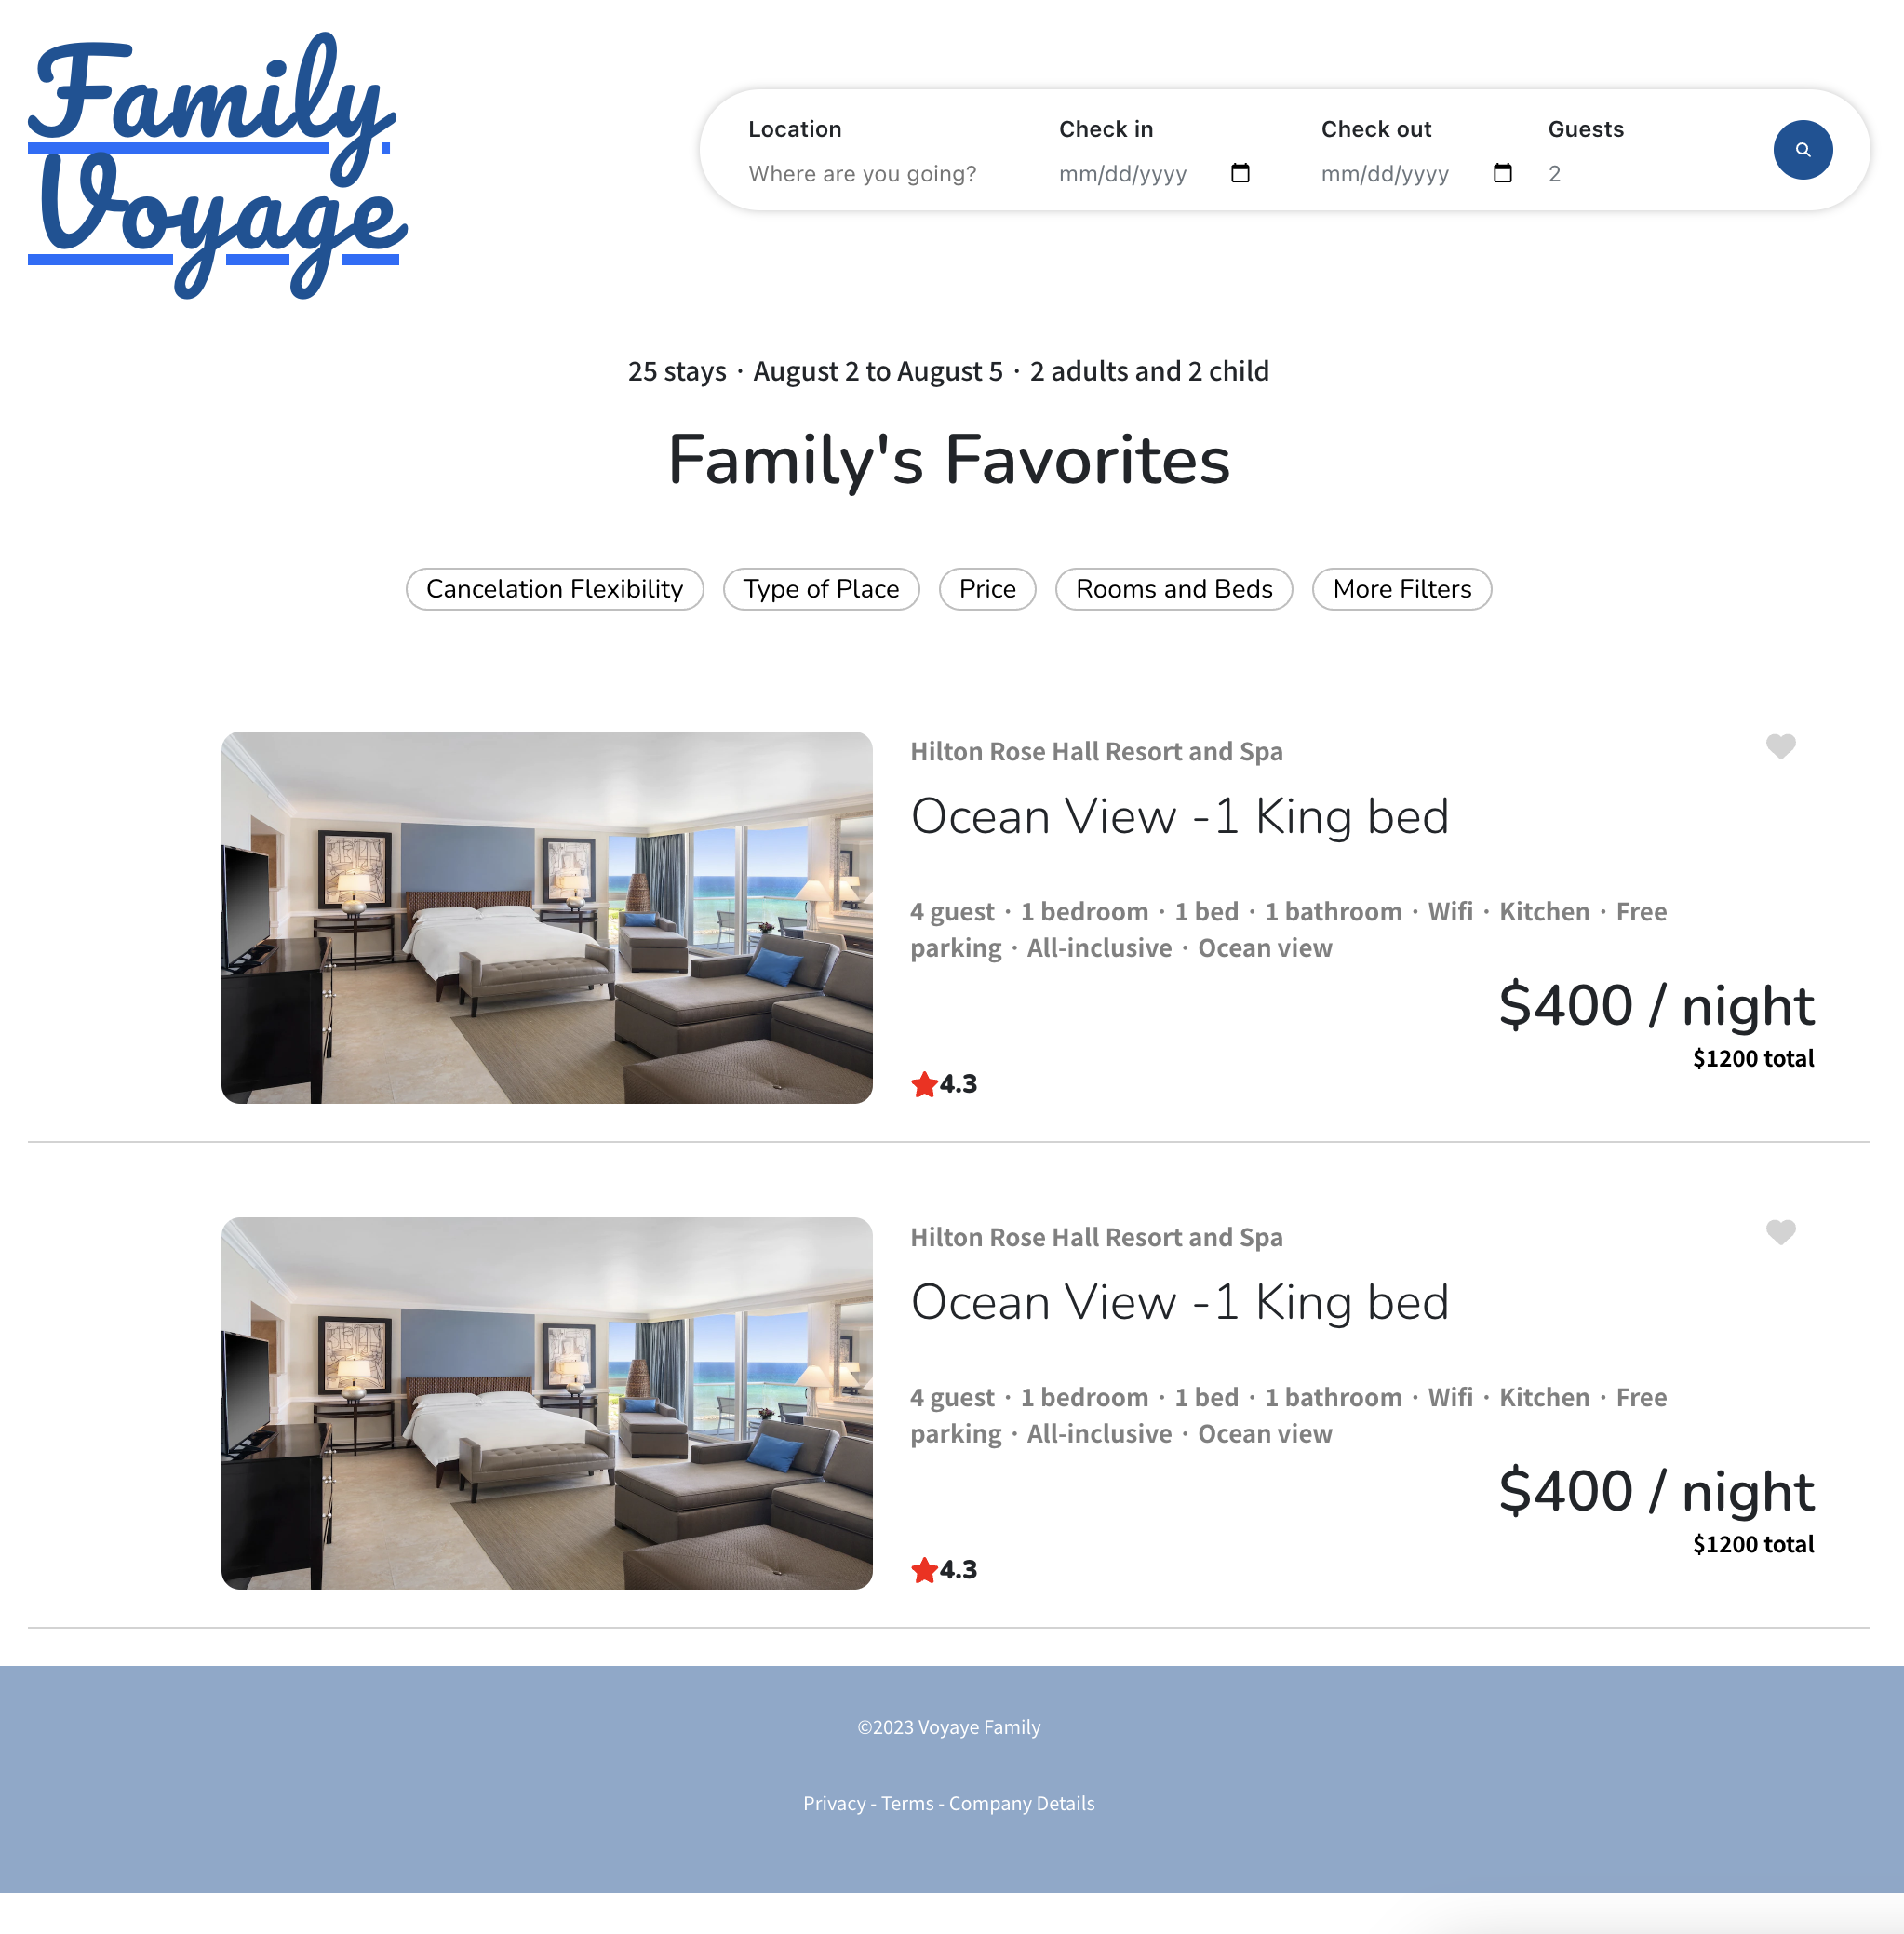 Family
Voyage
Location
Check in
Check out
Guests
Where are you going?
mm/dd/yyyy
mm/dd/yyyy
2
25 stays · August 2 to August 5 · 2 adults and 2 child
Family's Favorites
Cancelation Flexibility
Type of Place
Price
Rooms and Beds
More Filters
Hilton Rose Hall Resort and Spa
Ocean View -1 King bed
4 guest · 1 bedroom · 1 bed · 1 bathroom · Wifi · Kitchen · Free
parking · All-inclusive · Ocean view
$400 / night
$1200 total
4.3
Hilton Rose Hall Resort and Spa
Ocean View -1 King bed
4 guest · 1 bedroom · 1 bed · 1 bathroom · Wifi · Kitchen · Free
parking · All-inclusive · Ocean view
$400 / night
$1200 total
4.3
©2023 Voyaye Family
Privacy - Terms - Company Details